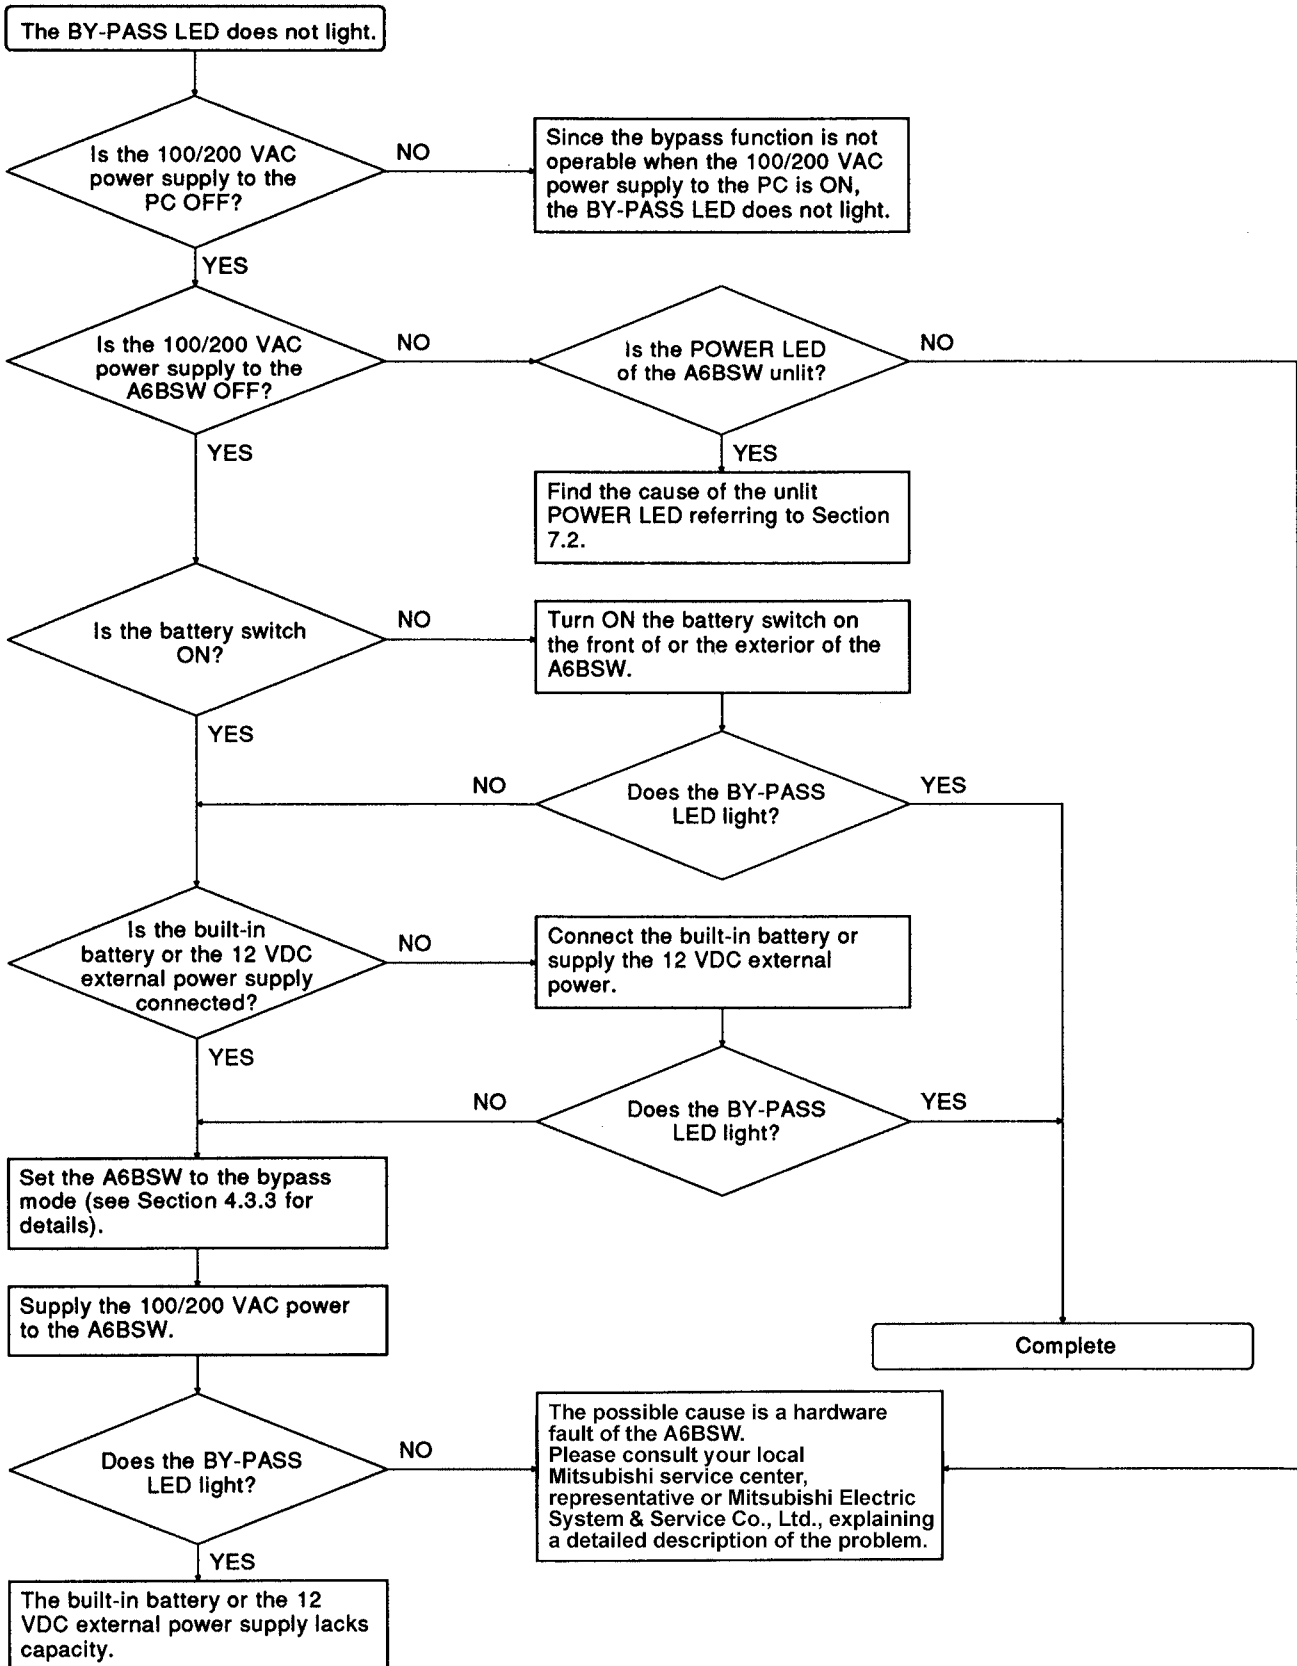 The BY-PASS LED does not light.
Is the 100/200 VAC
power supply to the
PC OFF?
NO
Since the bypass function is not
operable when the 100/200 VAC
power supply to the PC is ON,
the BY-PASS LED does not light.
YES
Is the 100/200 VAC
power supply to the
A6BSW OFF?
NO
Is the POWER LED
of the A6BSW unlit?
NO
YES
YES
Find the cause of the unlit
POWER LED referring to Section
7.2.
Is the battery switch
ON?
NO
Turn ON the battery switch on
the front of or the exterior of the
A6BSW.
YES
NO
Does the BY-PASS
LED light?
YES
Is the built-in
battery or the 12 VDC
external power supply
connected?
NO
Connect the built-in battery or
supply the 12 VDC external
power.
YES
NO
Does the BY-PASS
LED light?
YES
Set the A6BSW to the bypass
mode (see Section 4.3.3 for
details).
Supply the 100/200 VAC power
to the A6BSW.
Complete
Does the BY-PASS
LED light?
NO
The possible cause is a hardware
fault of the A6BSW.
Please consult your local
Mitsubishi service center,
representative or Mitsubishi Electric
System & Service Co., Ltd., explaining
a detailed description of the problem.
YES
The built-in battery or the 12
VDC external power supply lacks
capacity.